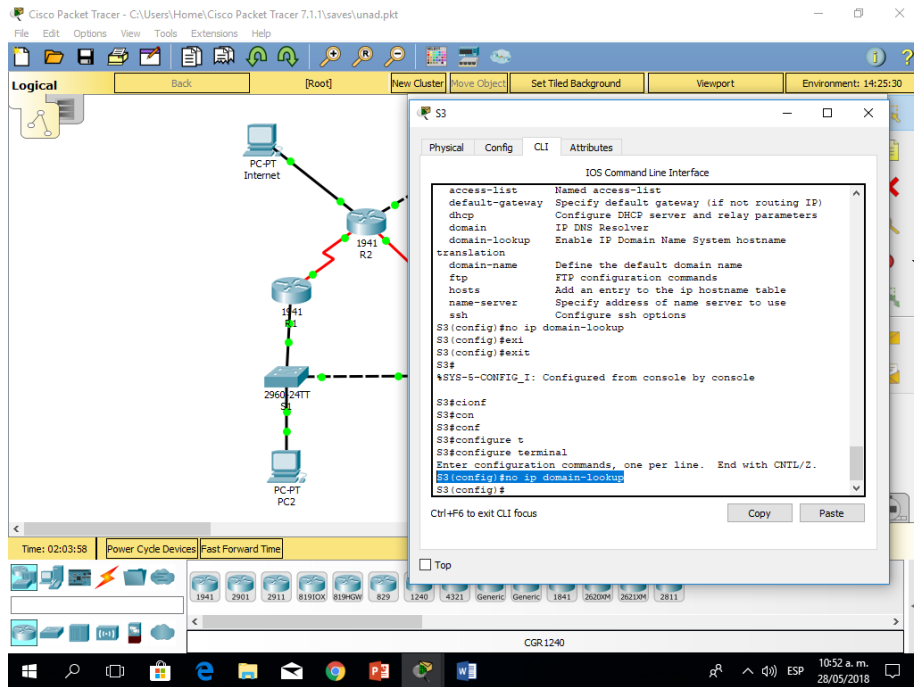 Cisco Packet Tracer - C:\Users\Home\Cisco Packet Tracer 7.1.1\saves\unad.pkt
File Edit Options View Tools Extensions Help
Logical Back [Root] New Cluster Move Object Set Tiled Background Viewport Environment: 14:25:30
PC-PT
Internet
1941
R2
1941
R1
2960-24TT
S1
PC-PT
PC2
S3
Physical Config CLI Attributes
IOS Command Line Interface
access-list Named access-list
default-gateway Specify default gateway (if not routing IP)
dhcp Configure DHCP server and relay parameters
domain IP DNS Resolver
domain-lookup Enable IP Domain Name System hostname
translation
domain-name Define the default domain name
ftp FTP configuration commands
hosts Add an entry to the ip hostname table
name-server Specify address of name server to use
ssh Configure ssh options
S3(config)#no ip domain-lookup
S3(config)#exi
S3(config)#exit
S3#
%SYS-5-CONFIG_I: Configured from console by console
S3#cionf
S3#con
S3#conf
S3#configure t
S3#configure terminal
Enter configuration commands, one per line. End with CNTL/Z.
S3(config)#no ip domain-lookup
S3(config)#
Ctrl+F6 to exit CLI focus Copy Paste
Top
Time: 02:03:58 Power Cycle Devices Fast Forward Time
1941 2901 2911 819IOX 819HGW 829 1240 4321 Generic Generic 1841 2620XM 2621XM 2811
CGR1240
ESP
10:52 a. m.
28/05/2018